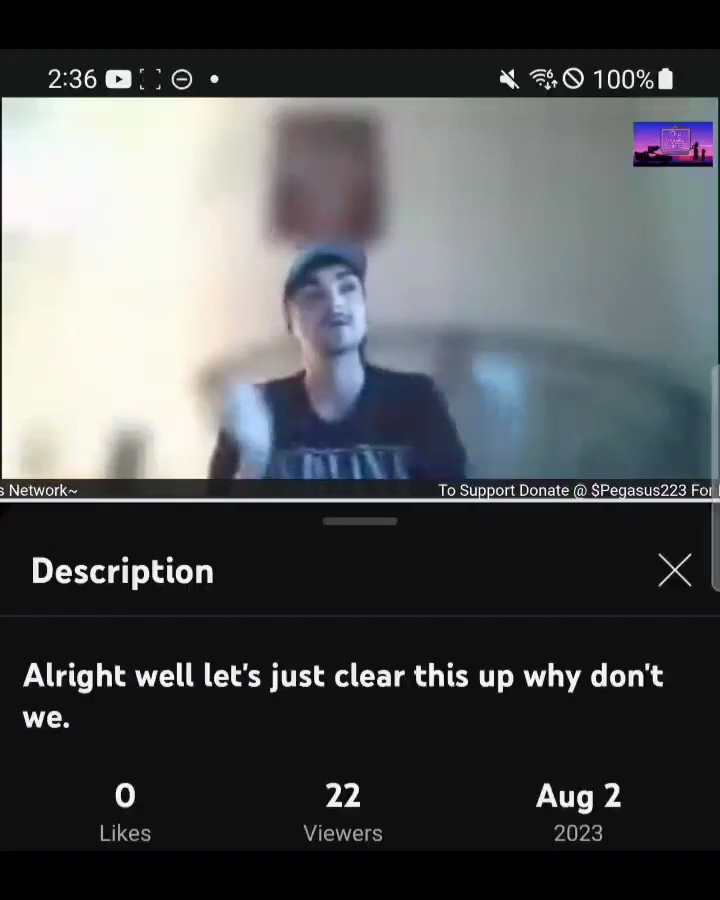 2:36
100%
s Network~
To Support Donate @ $Pegasus223 For
Description
Alright well let's just clear this up why don't
we.
0
22
Aug 2
Likes
Viewers
2023